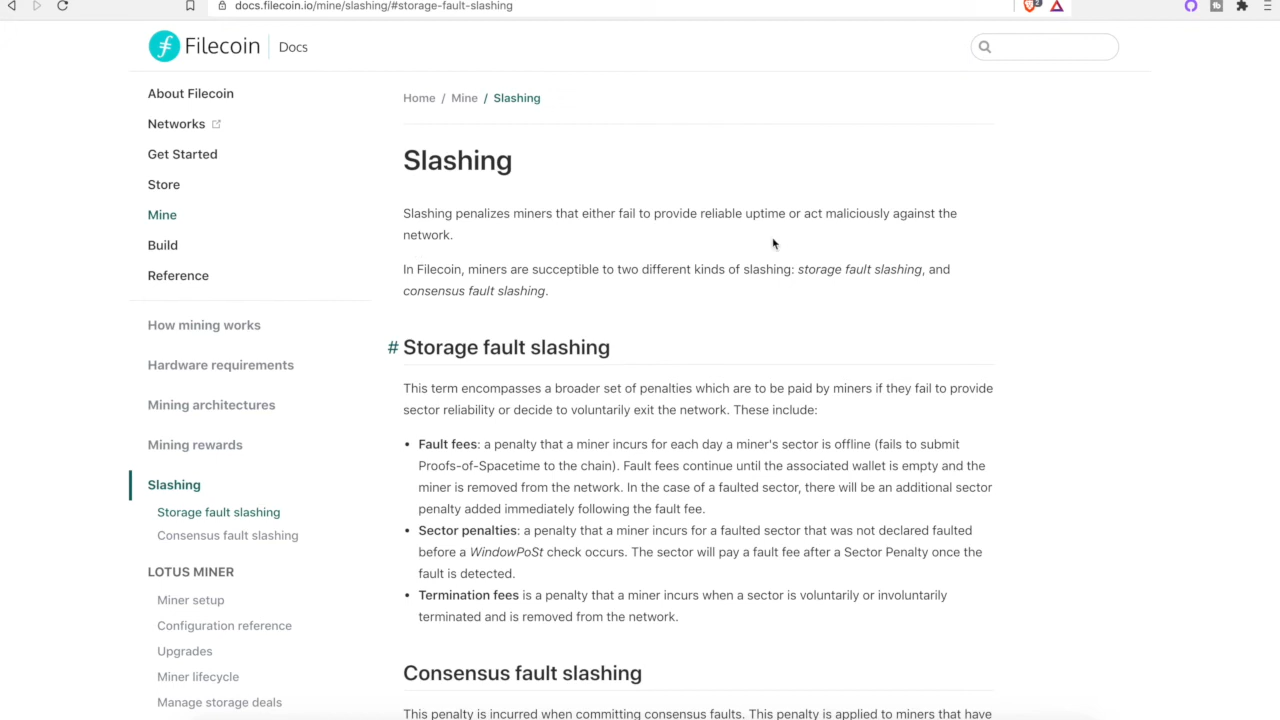 docs.filecoin.io/mine/slashing/#storage-fault-slashing
Filecoin Docs
About Filecoin
Networks
Get Started
Store
Mine
Build
Reference
How mining works
Hardware requirements
Mining architectures
Mining rewards
Slashing
Storage fault slashing
Consensus fault slashing
LOTUS MINER
Miner setup
Configuration reference
Upgrades
Miner lifecycle
Manage storage deals
Home / Mine / Slashing
Slashing
Slashing penalizes miners that either fail to provide reliable uptime or act maliciously against the
network.
In Filecoin, miners are succeptible to two different kinds of slashing: storage fault slashing, and
consensus fault slashing.
# Storage fault slashing
This term encompasses a broader set of penalties which are to be paid by miners if they fail to provide
sector reliability or decide to voluntarily exit the network. These include:
• Fault fees: a penalty that a miner incurs for each day a miner's sector is offline (fails to submit
Proofs-of-Spacetime to the chain). Fault fees continue until the associated wallet is empty and the
miner is removed from the network. In the case of a faulted sector, there will be an additional sector
penalty added immediately following the fault fee.
• Sector penalties: a penalty that a miner incurs for a faulted sector that was not declared faulted
before a WindowPoSt check occurs. The sector will pay a fault fee after a Sector Penalty once the
fault is detected.
• Termination fees is a penalty that a miner incurs when a sector is voluntarily or involuntarily
terminated and is removed from the network.
Consensus fault slashing
This penalty is incurred when committing consensus faults. This penalty is applied to miners that have